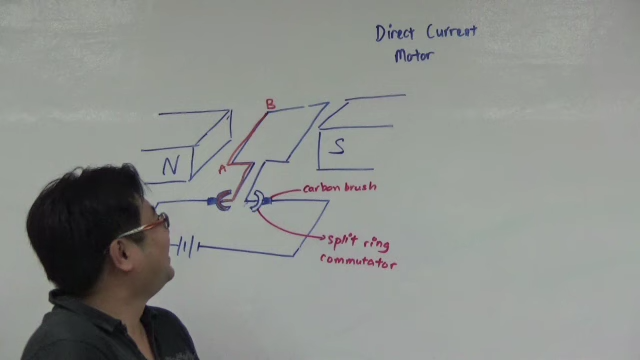 Direct Current
Motor
B
N
S
A
carbon brush
split ring
commutator